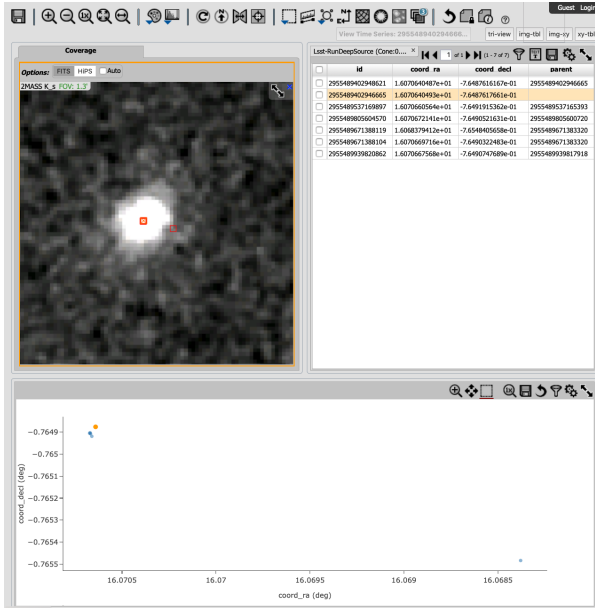 Guest Login
View Time Series: 2955489402948666...
tri-view img-tbl img-xy xy-tbl
Coverage
Options: FITS HiPS Auto
2MASS K_s FOV: 1.3'
Lsst-RunDeepSource (Cone:0.... × 1 of 1 (1 - 7 of 7)
id coord_ra coord_decl parent
2955489402948621 1.6070640487e+01 -7.6487616167e-01 2955489402946665
2955489402946665 1.6070640493e+01 -7.6487617661e-01
2955489537169897 1.6070660564e+01 -7.6491915362e-01 2955489537165393
2955489805604570 1.6070672141e+01 -7.6490521631e-01 2955489805600720
2955489671388119 1.6068379412e+01 -7.6548405658e-01 2955489671383320
2955489671388104 1.6070669716e+01 -7.6490322483e-01 2955489671383320
2955489939820862 1.6070667568e+01 -7.6490747689e-01 2955489939817918
−0.7649
−0.765
−0.7651
−0.7652
−0.7653
−0.7654
−0.7655
coord_decl (deg)
16.0705 16.07 16.0695 16.069 16.0685
coord_ra (deg)